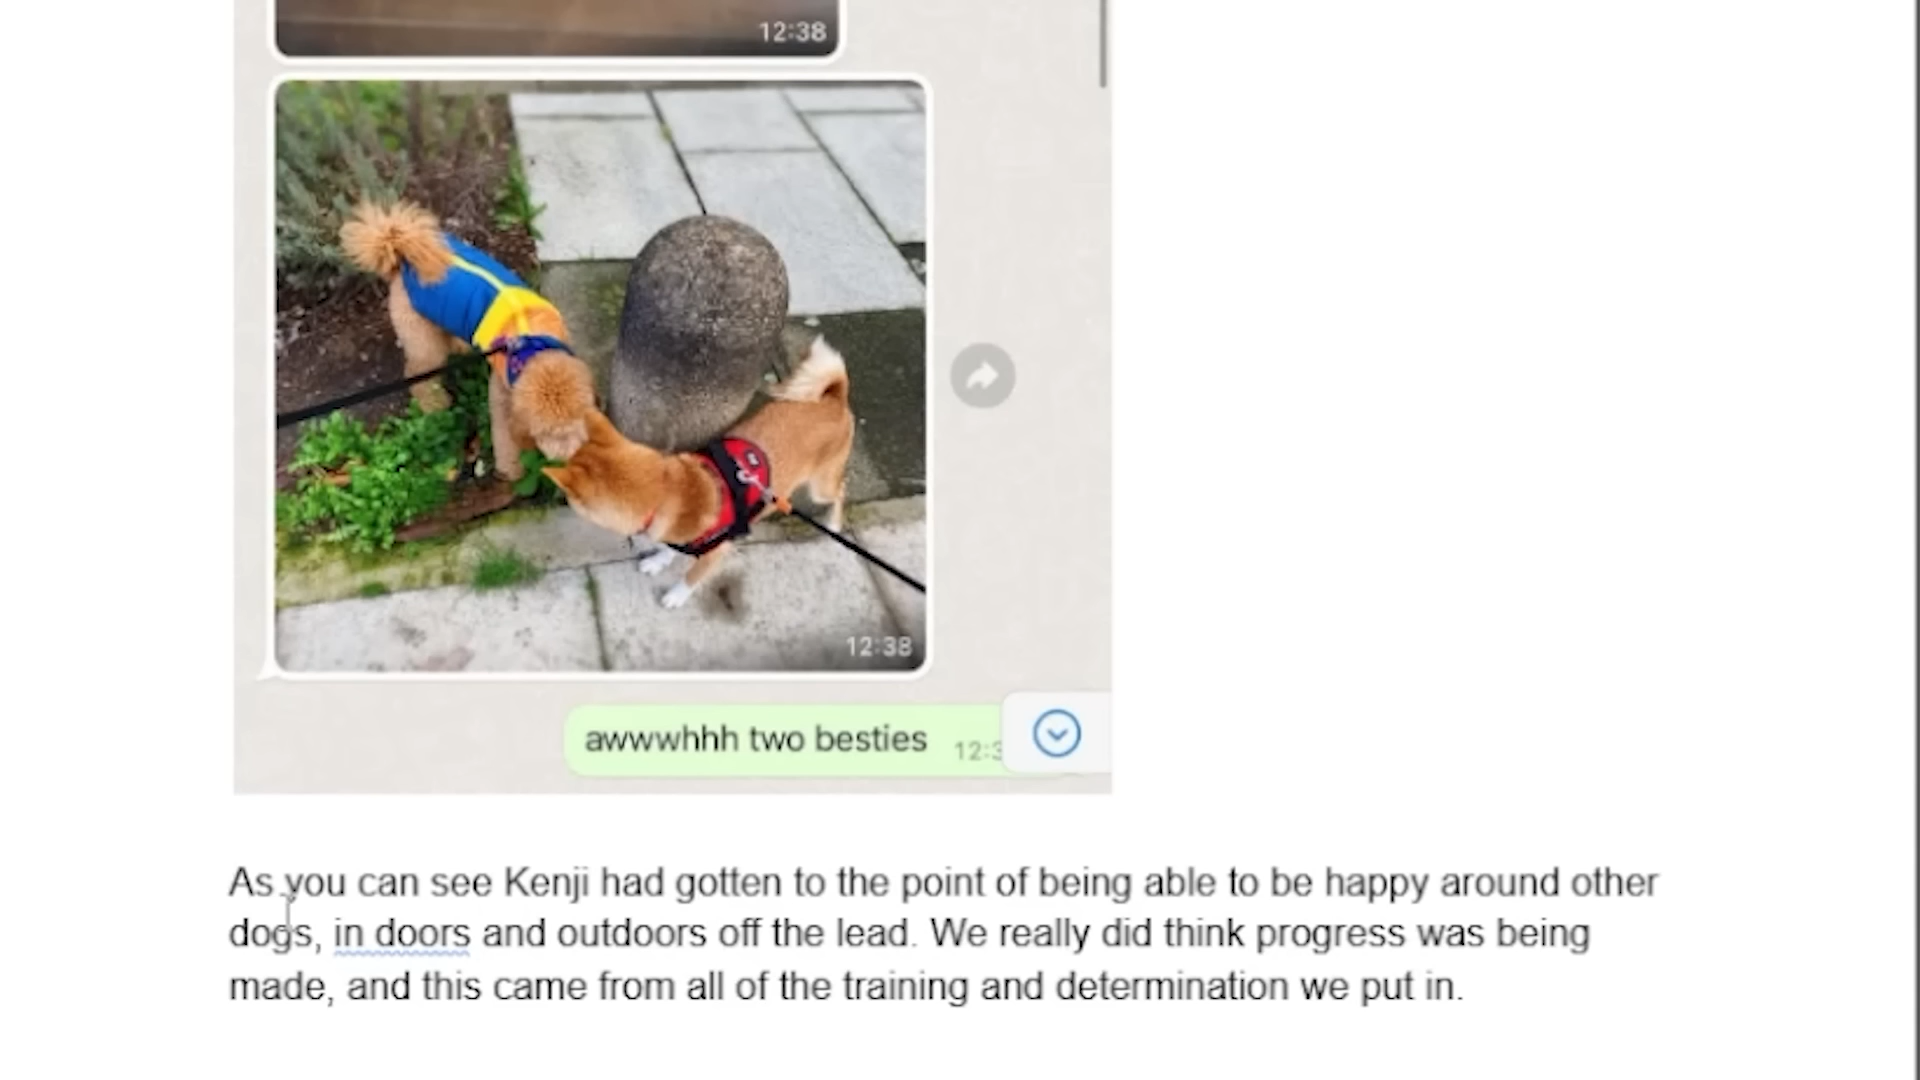 12:38
12:38
awwwhhh two besties
As you can see Kenji had gotten to the point of being able to be happy around other
dogs, in doors and outdoors off the lead. We really did think progress was being
made, and this came from all of the training and determination we put in.